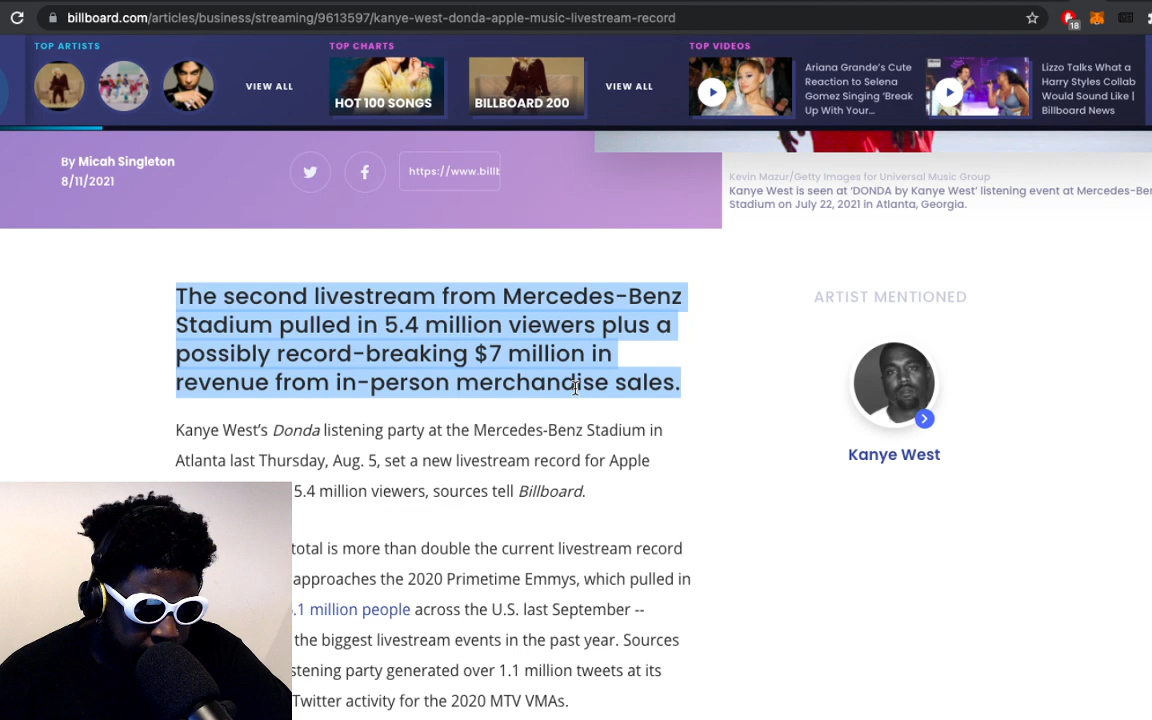 billboard.com/articles/business/streaming/9613597/kanye-west-donda-apple-music-livestream-record
18
TOP ARTISTS
VIEW ALL
TOP CHARTS
HOT 100 SONGS
BILLBOARD 200
VIEW ALL
TOP VIDEOS
Ariana Grande's Cute
Reaction to Selena
Gomez Singing 'Break
Up With Your...
Lizzo Talks What a
Harry Styles Collab
Would Sound Like |
Billboard News
By Micah Singleton
8/11/2021
https://www.billb
Kevin Mazur/Getty Images for Universal Music Group
Kanye West is seen at 'DONDA by Kanye West' listening event at Mercedes-Ben
Stadium on July 22, 2021 in Atlanta, Georgia.
The second livestream from Mercedes-Benz
Stadium pulled in 5.4 million viewers plus a
possibly record-breaking $7 million in
revenue from in-person merchandise sales.
Kanye West's Donda listening party at the Mercedes-Benz Stadium in
Atlanta last Thursday, Aug. 5, set a new livestream record for Apple
5.4 million viewers, sources tell Billboard.
total is more than double the current livestream record
approaches the 2020 Primetime Emmys, which pulled in
.1 million people across the U.S. last September --
the biggest livestream events in the past year. Sources
stening party generated over 1.1 million tweets at its
Twitter activity for the 2020 MTV VMAs.
ARTIST MENTIONED
Kanye West